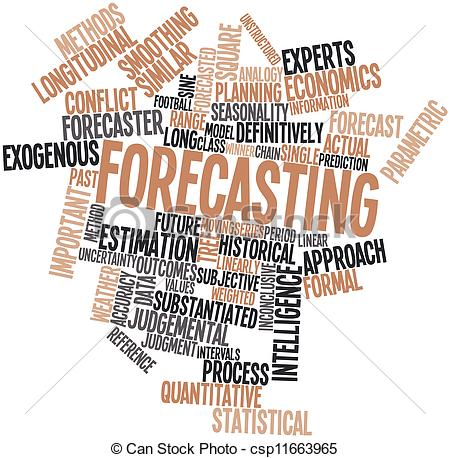 METHODS
LONGITUDINAL
SMOOTHING
SIMILAR
UNSTRUCTURED
SQUARE
FORECASTED
SINE
EXPERTS
ECONOMICS
INFORMATION
ANALOGY
PLANNING
CONFLICT
FOOTBALL
RANGE
SEASONALITY
FORECASTER
LONG
CLASS
MODEL
DEFINITIVELY
WINNER
CHAIN
SINGLE
FORECAST
ACTUAL
PREDICTION
PARAMETRIC
EXOGENOUS
FORECASTING
PAST
IMPORTANT
METHOD
FUTURE
MOVING
SERIES
PERIOD
LINEAR
ESTIMATION
HISTORICAL
APPROACH
UNCERTAINTY
OUTCOMES
LINEARLY
FORMAL
VALUES
SUBJECTIVE
WEATHER
ACCURACY
DATA
WEIGHTED
INCONCLUSIVE
INTELLIGENCE
SUBSTANTIATED
JUDGEMENTAL
REFERENCE
JUDGMENT
INTERVALS
PROCESS
QUANTITATIVE
STATISTICAL
© Can Stock Photo - csp11663965